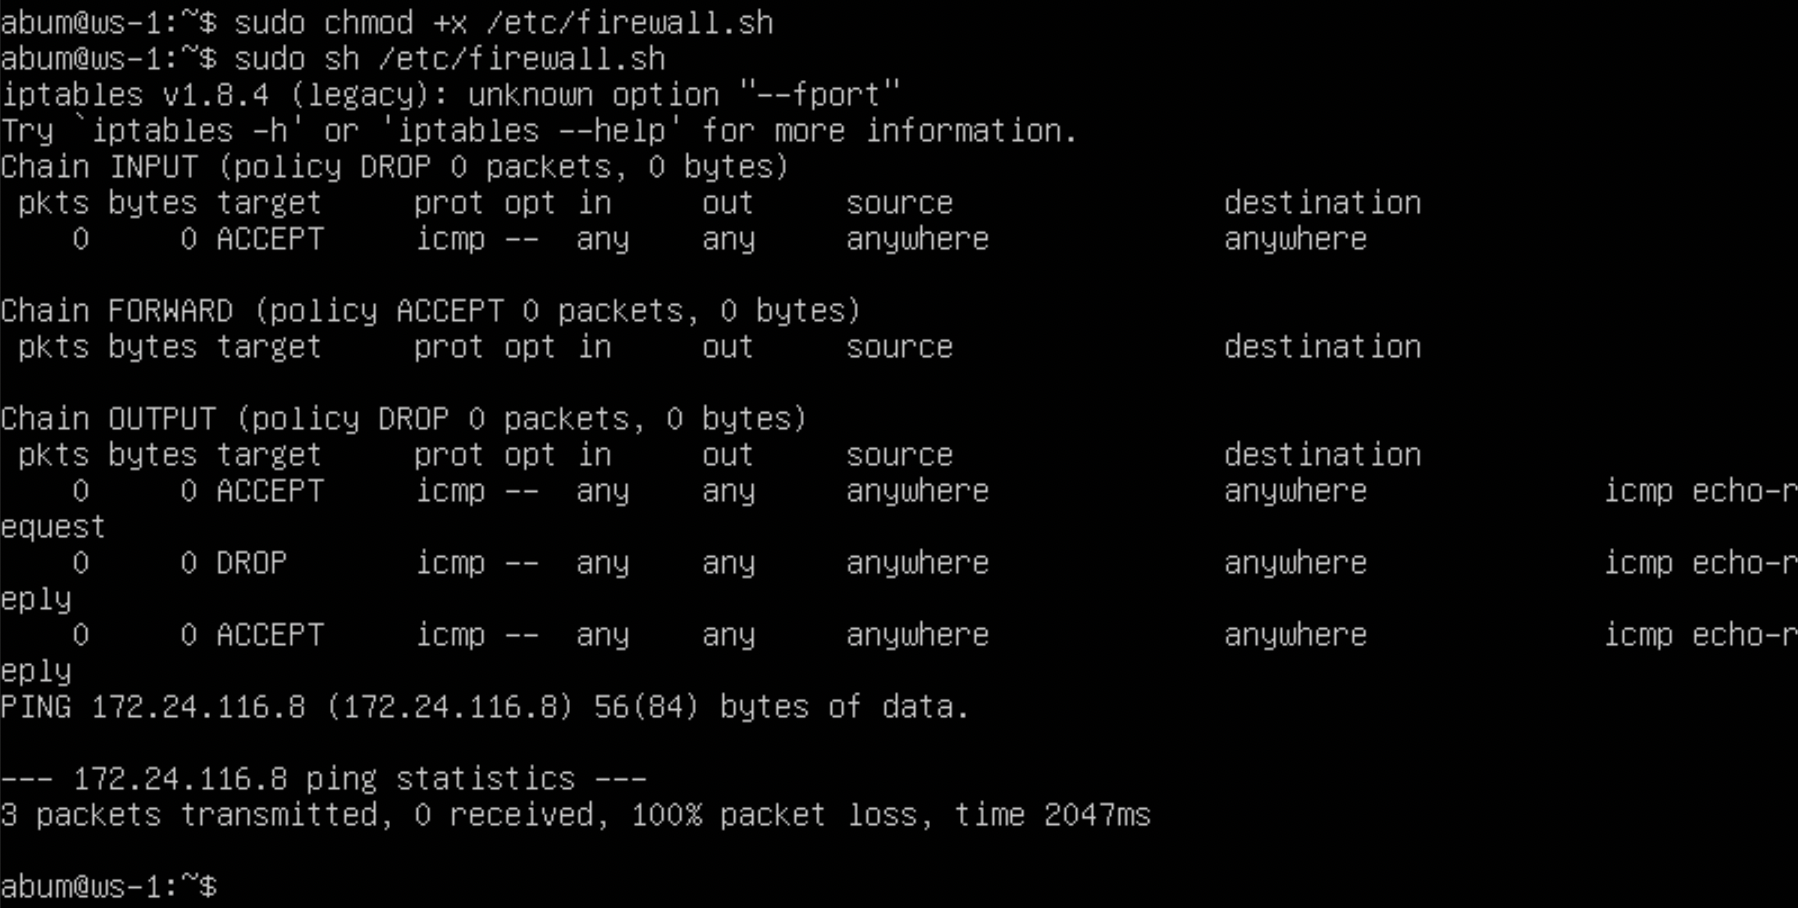 abum@ws-1:~$ sudo chmod +x /etc/firewall.sh
abum@ws-1:~$ sudo sh /etc/firewall.sh
iptables v1.8.4 (legacy): unknown option "--fport"
Try `iptables -h' or 'iptables --help' for more information.
Chain INPUT (policy DROP 0 packets, 0 bytes)
 pkts bytes target     prot opt in     out     source               destination
    0     0 ACCEPT     icmp --  any    any     anywhere             anywhere

Chain FORWARD (policy ACCEPT 0 packets, 0 bytes)
 pkts bytes target     prot opt in     out     source               destination

Chain OUTPUT (policy DROP 0 packets, 0 bytes)
 pkts bytes target     prot opt in     out     source               destination
    0     0 ACCEPT     icmp --  any    any     anywhere             anywhere             icmp echo-r
equest
    0     0 DROP       icmp --  any    any     anywhere             anywhere             icmp echo-r
eply
    0     0 ACCEPT     icmp --  any    any     anywhere             anywhere             icmp echo-r
eply
PING 172.24.116.8 (172.24.116.8) 56(84) bytes of data.

--- 172.24.116.8 ping statistics ---
3 packets transmitted, 0 received, 100% packet loss, time 2047ms

abum@ws-1:~$